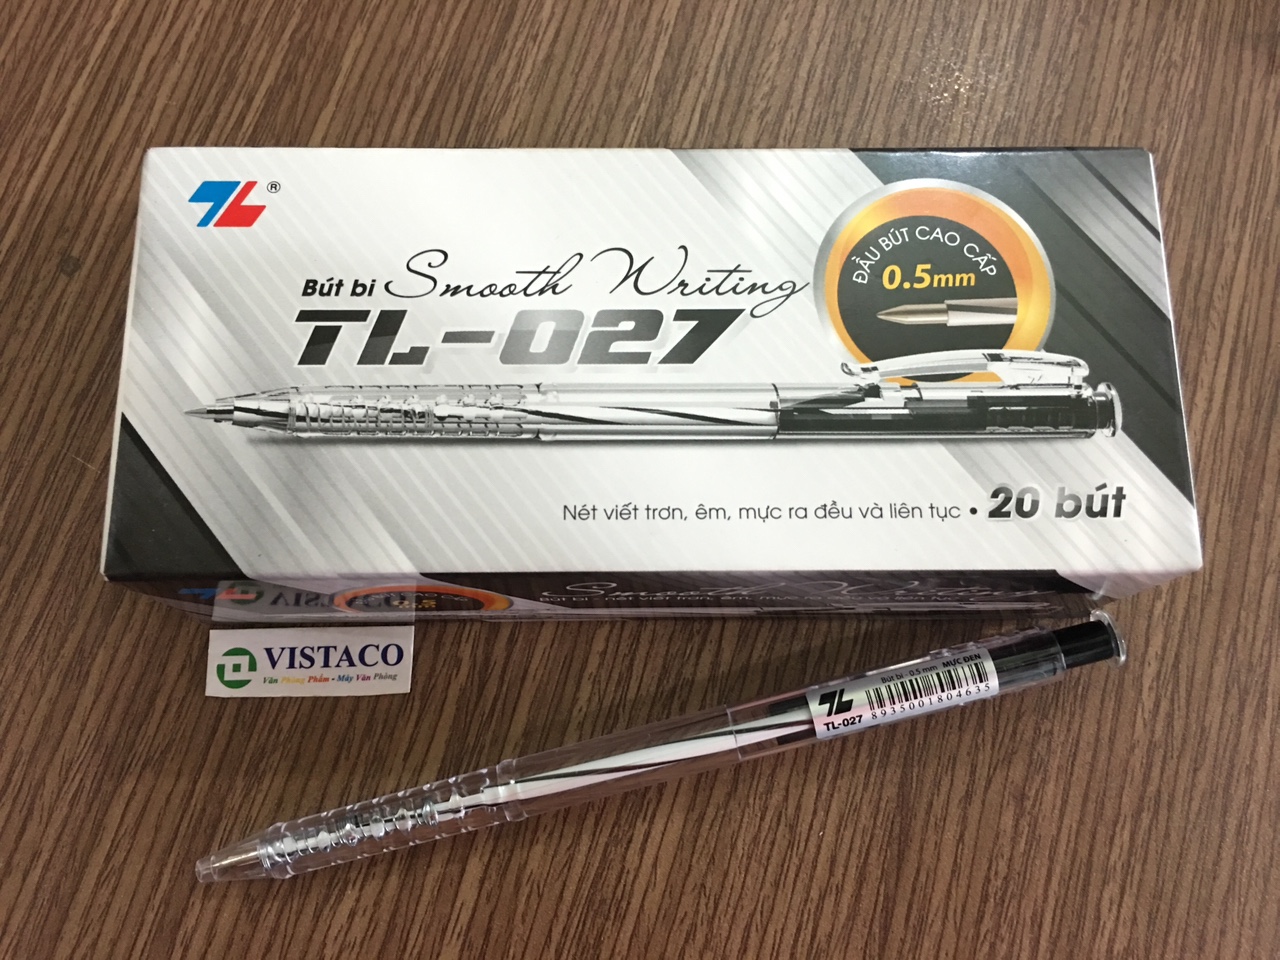 TL®
Bút bi Smooth Writing
TL-027
ĐẦU BÚT CAO CẤP
0.5mm
Nét viết trơn, êm, mực ra đều và liên tục • 20 bút
Smooth Writing
VISTACO
Văn Phòng Phẩm - Máy Văn Phòng
Bút bi - 0.5 mm MỰC ĐEN
TL-027
8935001804635